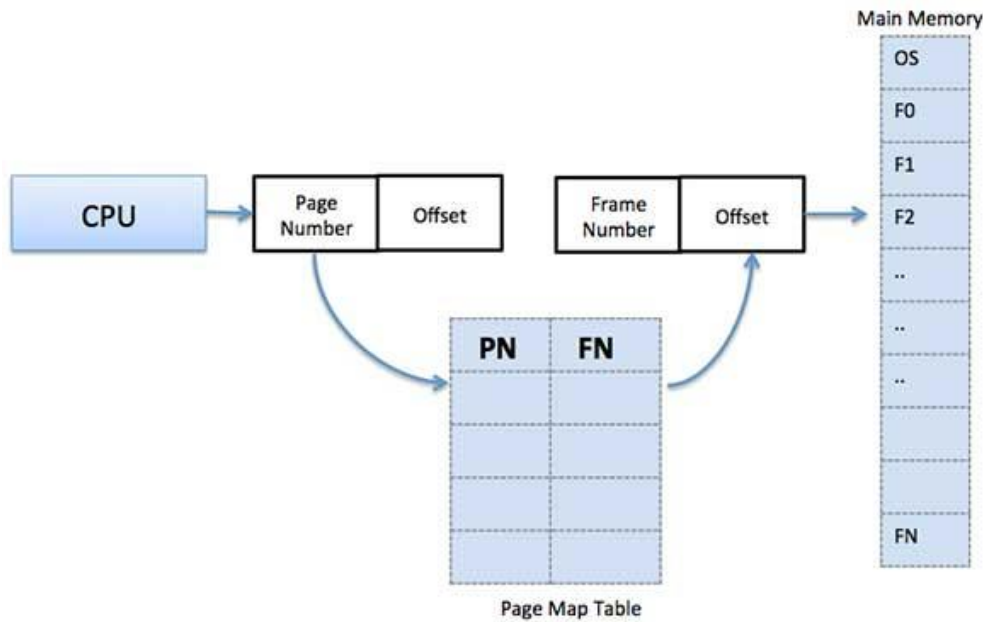 Main Memory
OS
F0
F1
F2
..
..
..
FN
CPU
Page
Number
Offset
Frame
Number
Offset
PN FN
Page Map Table